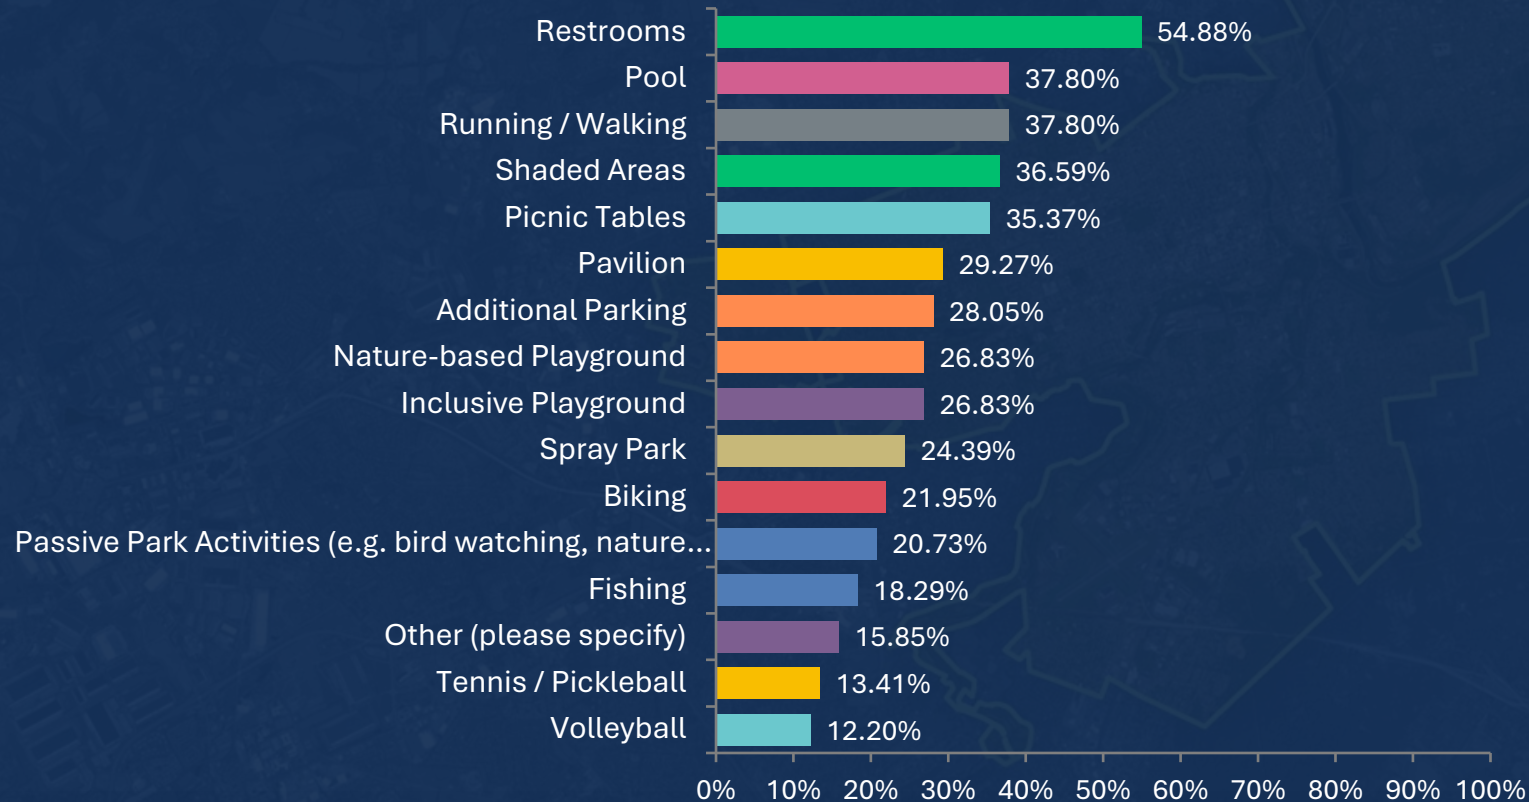 Restrooms 54.88%
Pool 37.80%
Running / Walking 37.80%
Shaded Areas 36.59%
Picnic Tables 35.37%
Pavilion 29.27%
Additional Parking 28.05%
Nature-based Playground 26.83%
Inclusive Playground 26.83%
Spray Park 24.39%
Biking 21.95%
Passive Park Activities (e.g. bird watching, nature... 20.73%
Fishing 18.29%
Other (please specify) 15.85%
Tennis / Pickleball 13.41%
Volleyball 12.20%
0% 10% 20% 30% 40% 50% 60% 70% 80% 90% 100%